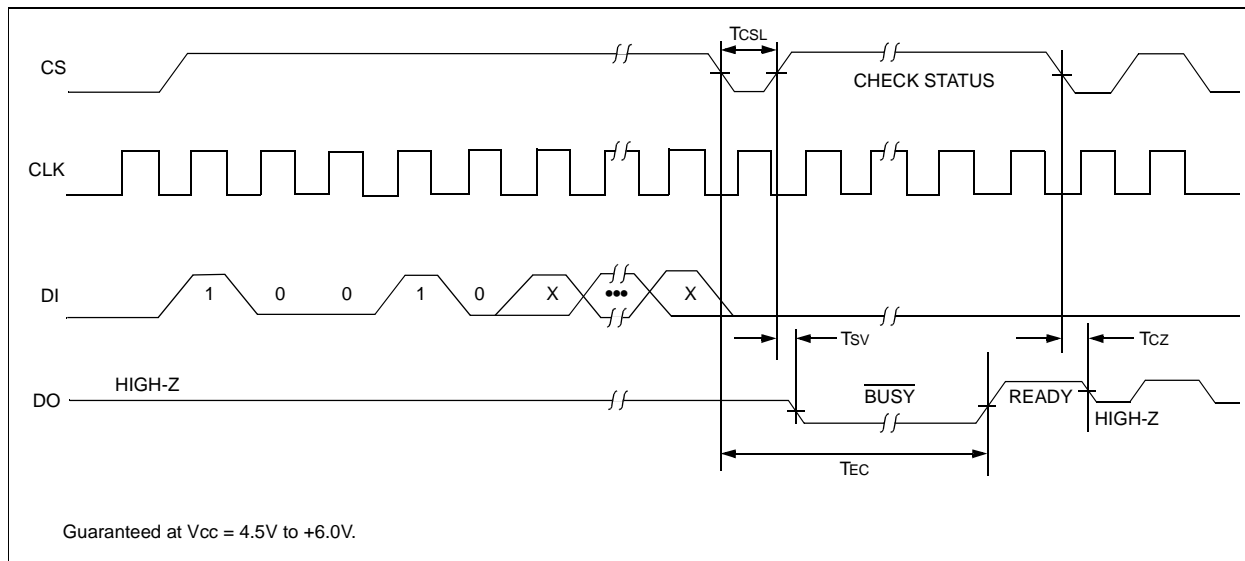 TCSL
CS
CHECK STATUS
CLK
DI
1 0 0 1 0 X ••• X
TSV
TCZ
HIGH-Z
DO
BUSY
READY
HIGH-Z
TEC
Guaranteed at Vcc = 4.5V to +6.0V.